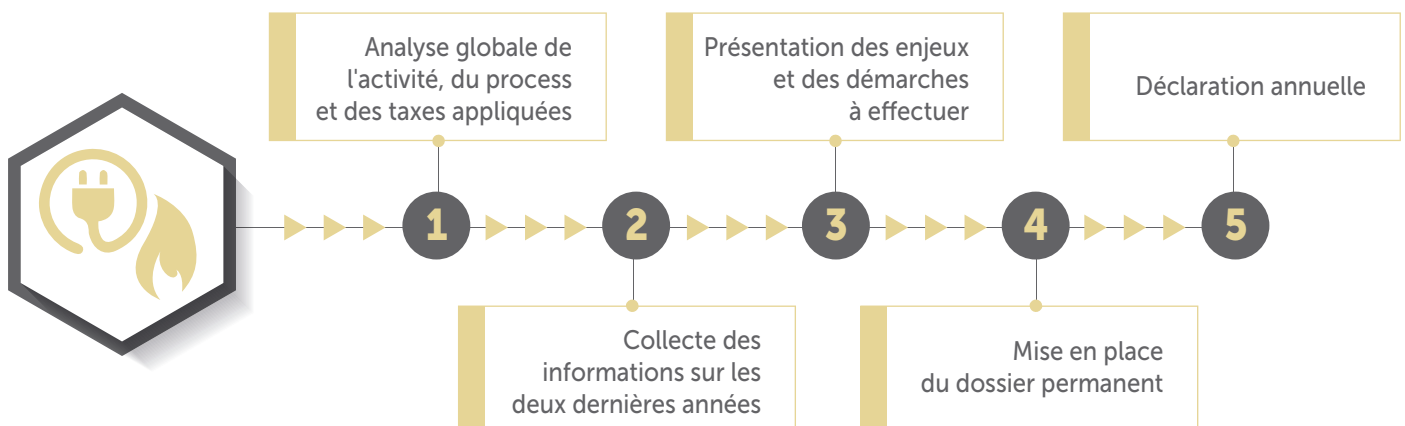 Analyse globale de
l'activité, du process
et des taxes appliquées
Présentation des enjeux
et des démarches
à effectuer
Déclaration annuelle
1
2
3
4
5
Collecte des
informations sur les
deux dernières années
Mise en place
du dossier permanent